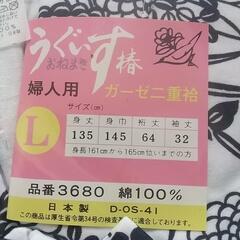 うぐいす椿
おねまき
婦人用 ガーゼ二重袷
L
サイズ(cm)
身丈 身巾 裄丈 袖丈
135 145 64 32
身長161cmから165cm位いまでの方
品番3680 綿100%
日本製 D-OS-41
この商品は厚生省令第34号の検査基準に適合しております。